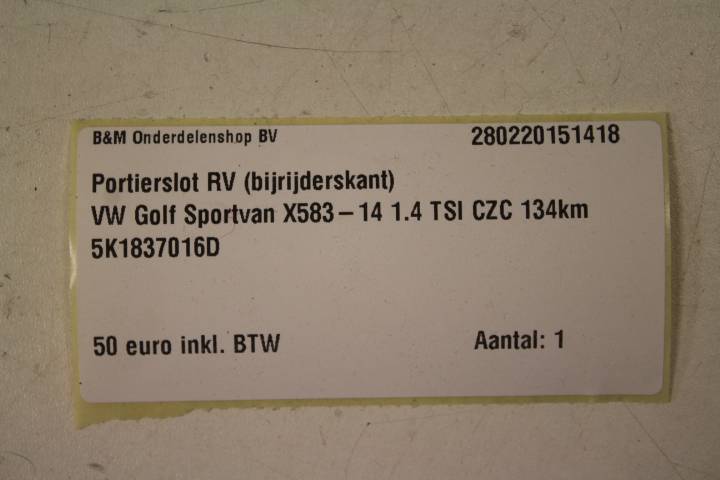 B&M Onderdelenshop BV 280220151418
Portierslot RV (bijrijderskant)
VW Golf Sportvan X583-14 1.4 TSI CZC 134km
5K1837016D
50 euro inkl. BTW Aantal: 1